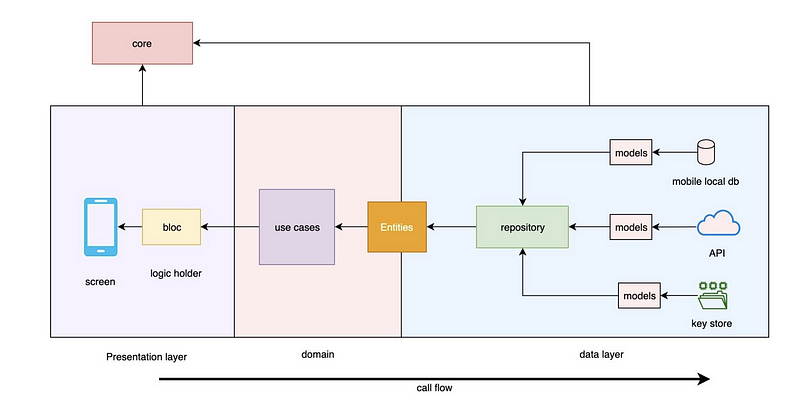 core
models
mobile local db
bloc
use cases
Entities
repository
models
API
logic holder
screen
models
key store
Presentation layer
domain
data layer
call flow